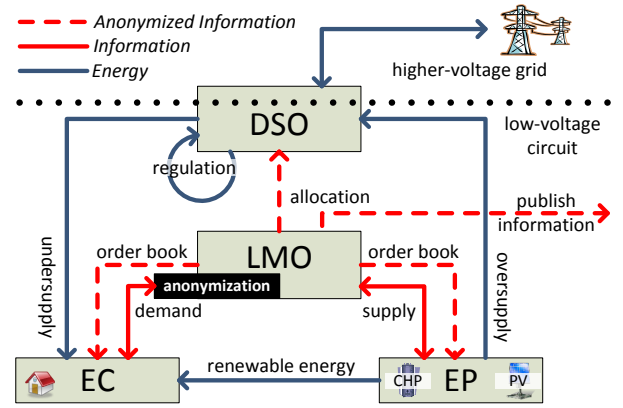 Anonymized Information
Information
Energy
higher-voltage grid
DSO
low-voltage
circuit
regulation
allocation
publish
information
order book
LMO
order book
anonymization
undersupply
demand
supply
oversupply
EC
renewable energy
CHP
EP
PV